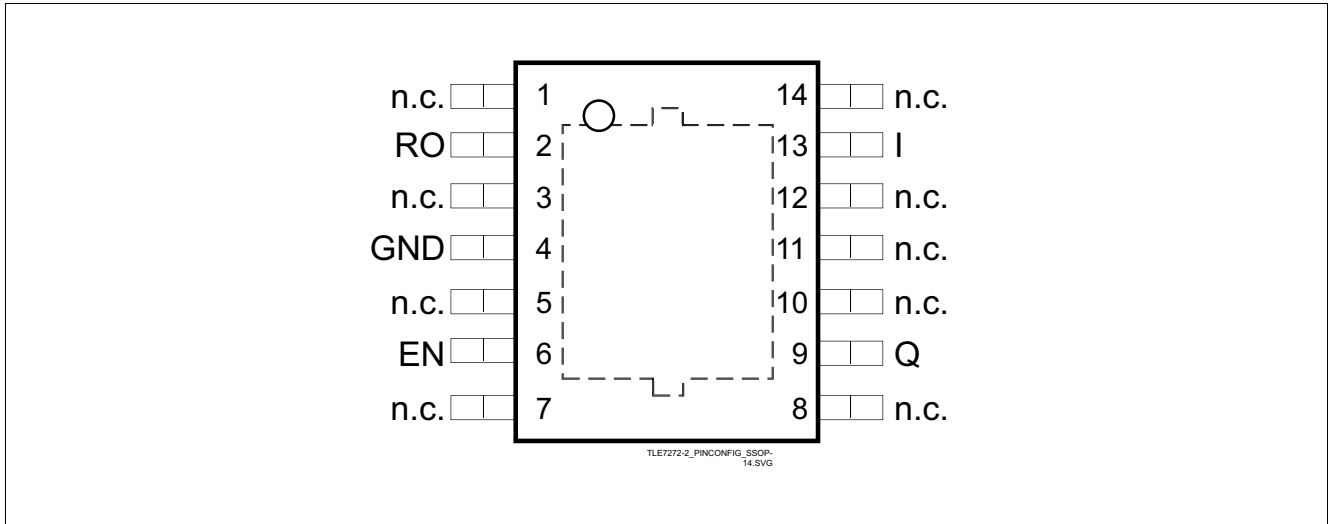 n.c. 1 14 n.c.
RO 2 13 I
n.c. 3 12 n.c.
GND 4 11 n.c.
n.c. 5 10 n.c.
EN 6 9 Q
n.c. 7 8 n.c.
TLE7272-2_PINCONFIG_SSOP-
14.SVG